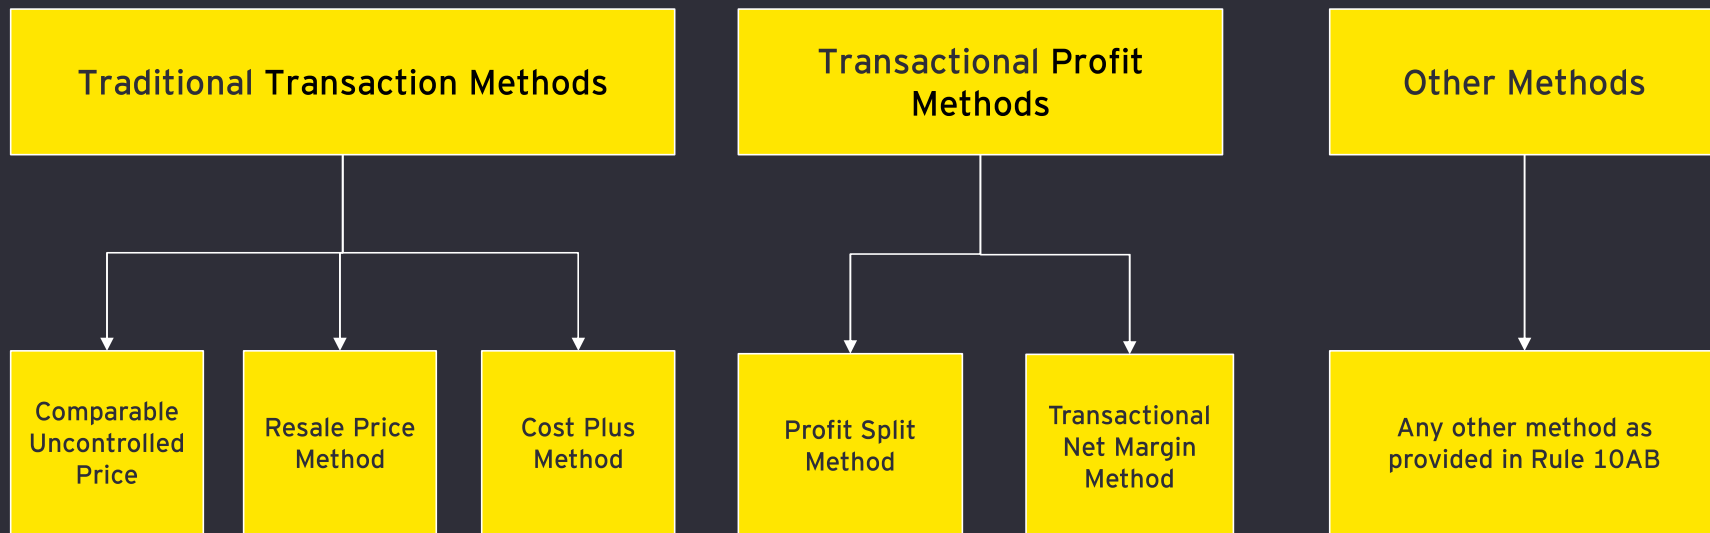 Traditional Transaction Methods
Transactional Profit
Methods
Other Methods
Comparable
Uncontrolled
Price
Resale Price
Method
Cost Plus
Method
Profit Split
Method
Transactional
Net Margin
Method
Any other method as
provided in Rule 10AB